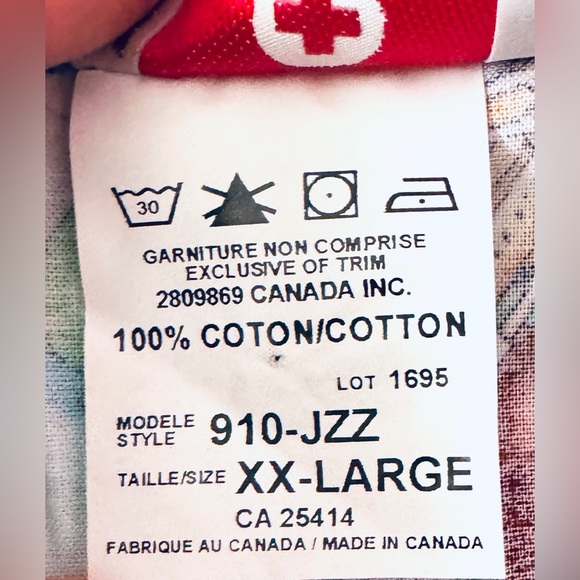 30
GARNITURE NON COMPRISE
EXCLUSIVE OF TRIM
2809869 CANADA INC.
100% COTON/COTTON
LOT 1695
MODELE
STYLE 910-JZZ
TAILLE/SIZE XX-LARGE
CA 25414
FABRIQUE AU CANADA / MADE IN CANADA